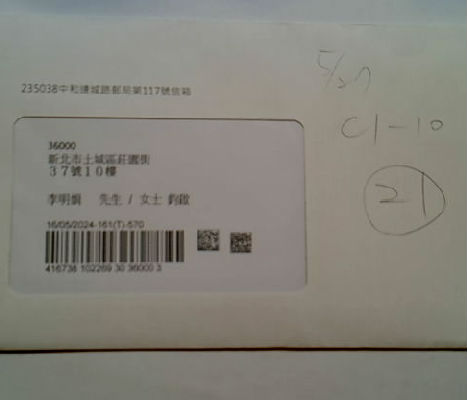 235038中和連城路郵局第117號信箱
5/27
C1-10
21
36000
新北市土城區莊園街
37號10樓
李明娟 先生 / 女士 鈞啟
16/05/2024-161(T)-570
416738 102269 30 36000 3